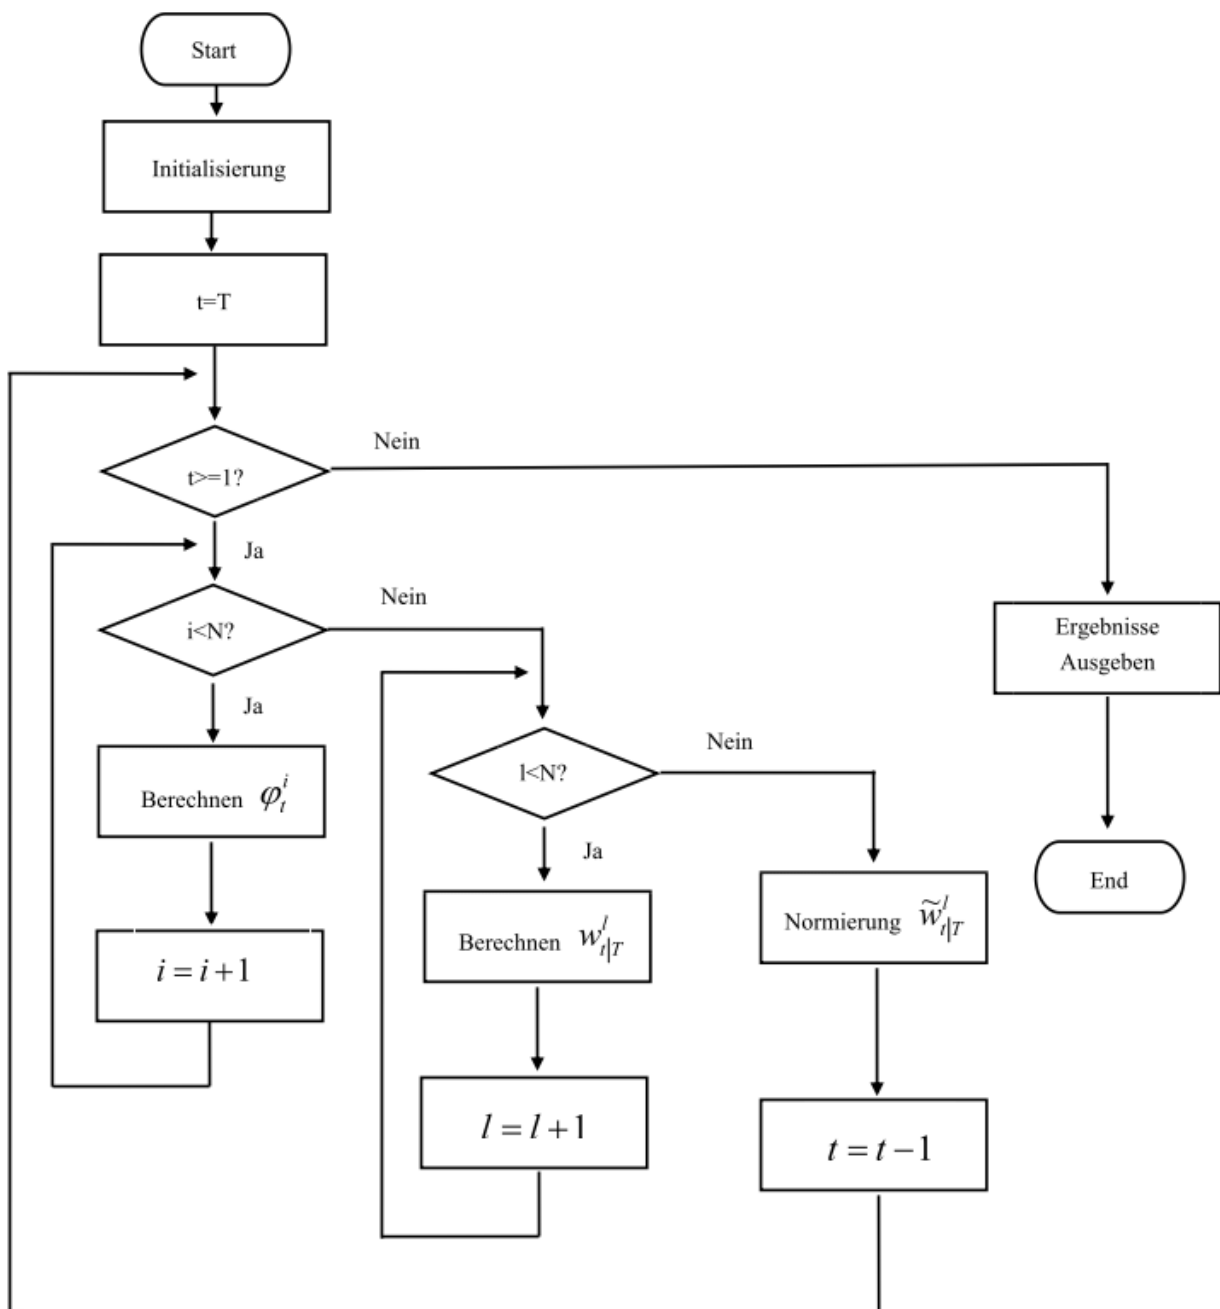 Start
Initialisierung
t=T
Nein
t>=1?
Ja
Nein
i<N?
Ja
Berechnen φ_t^i
i = i+1
Nein
l<N?
Ja
Berechnen w_{t|T}^l
l = l+1
Normierung w̃_{t|T}^l
t = t−1
Ergebnisse
Ausgeben
End